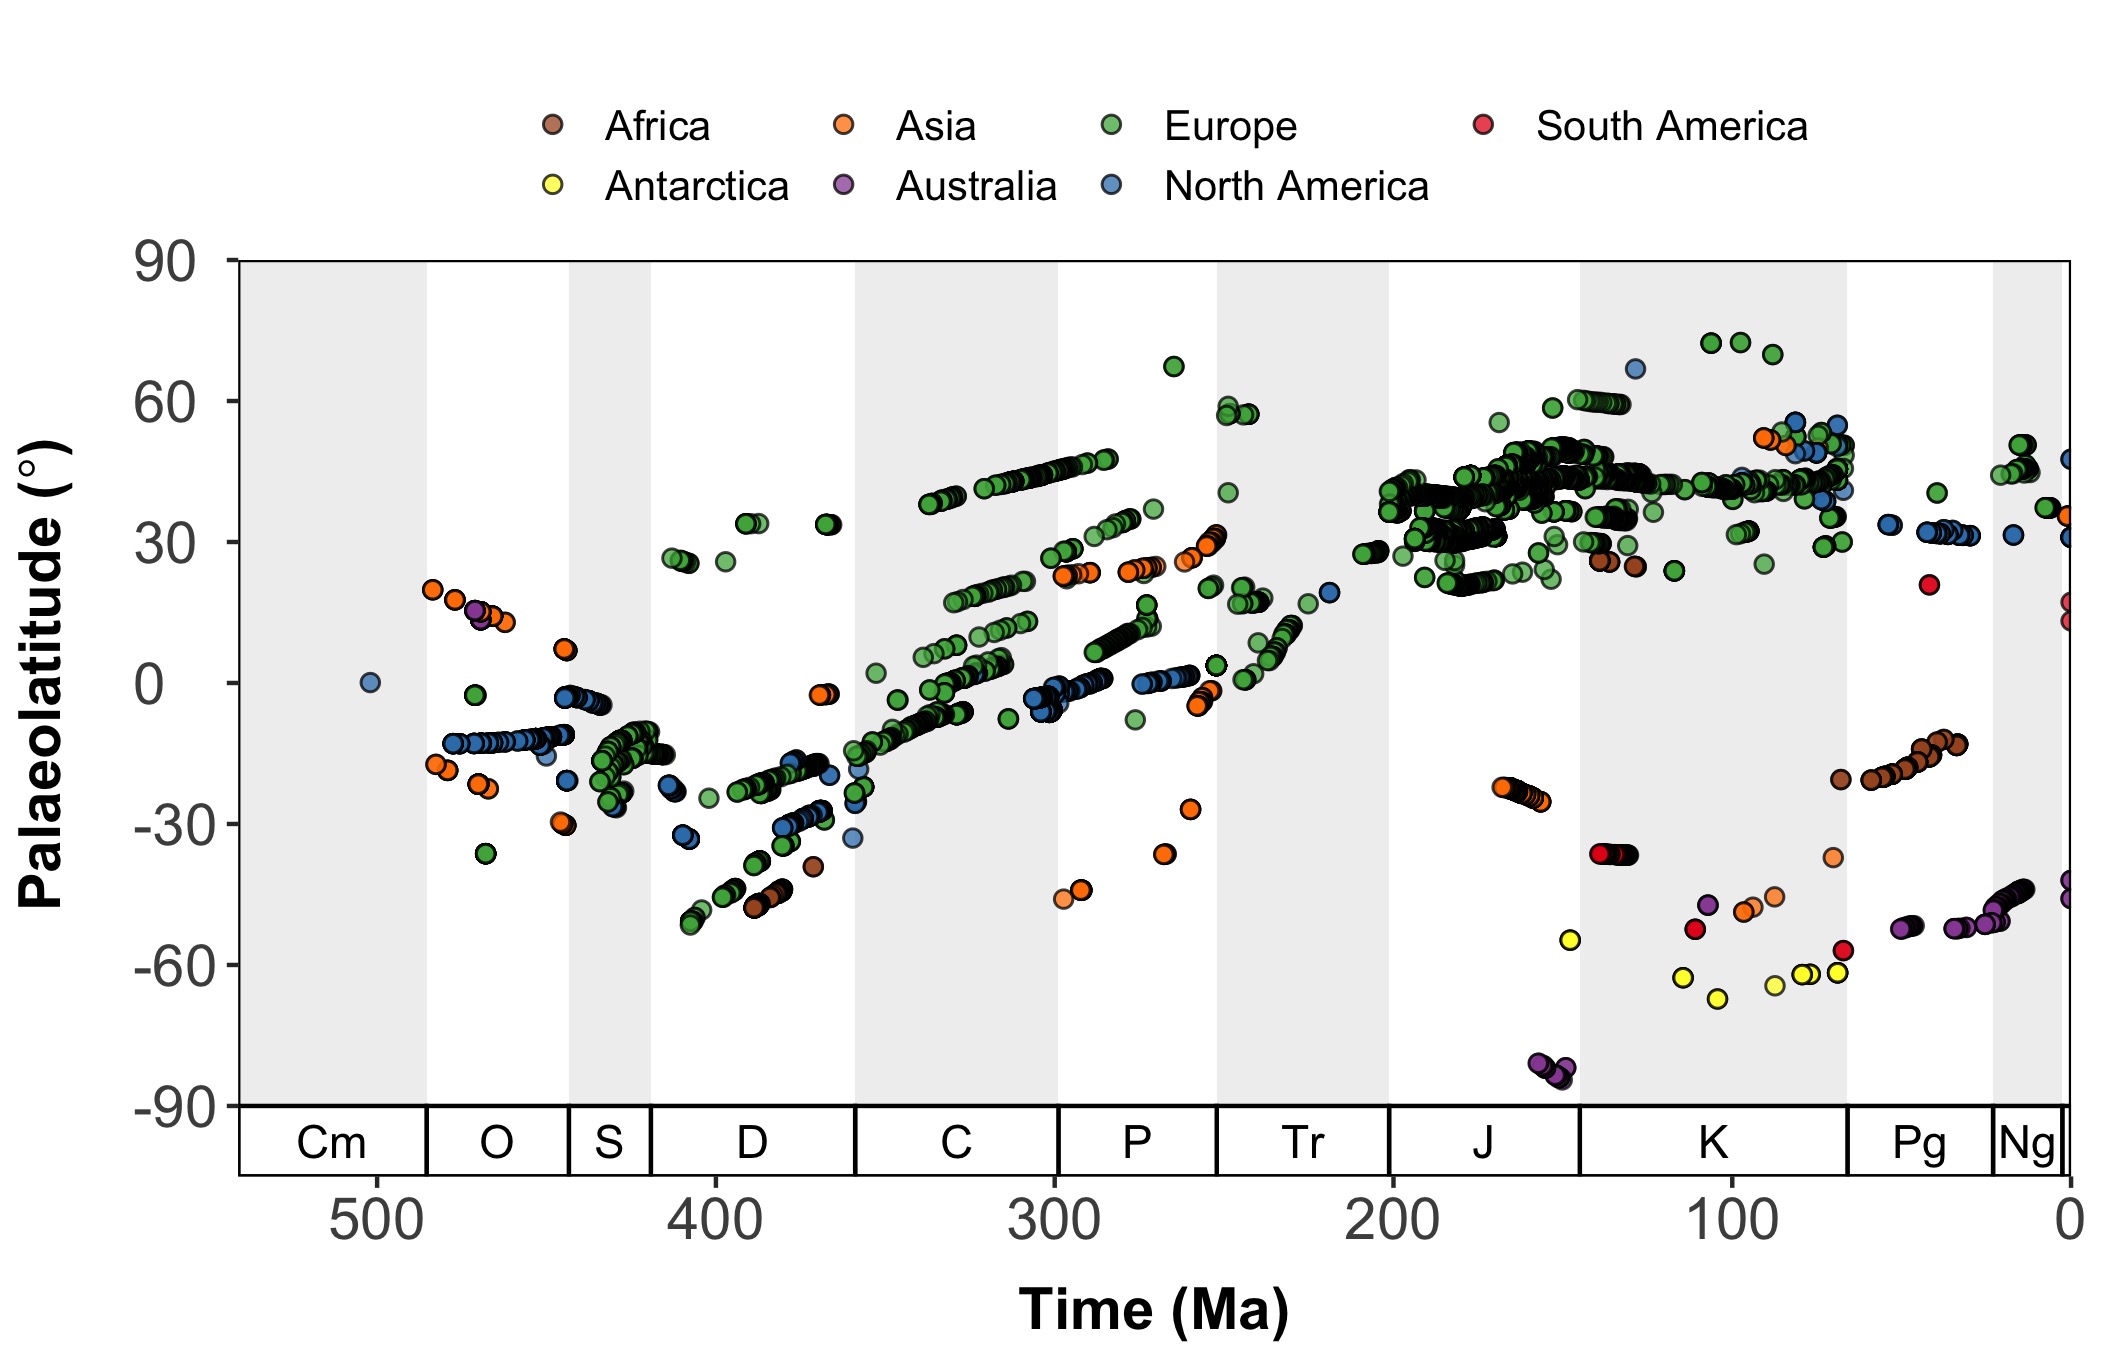 Africa Asia Europe South America
Antarctica Australia North America
90
60
30
0
-30
-60
-90
Palaeolatitude (°)
Cm O S D C P Tr J K Pg Ng
500 400 300 200 100 0
Time (Ma)